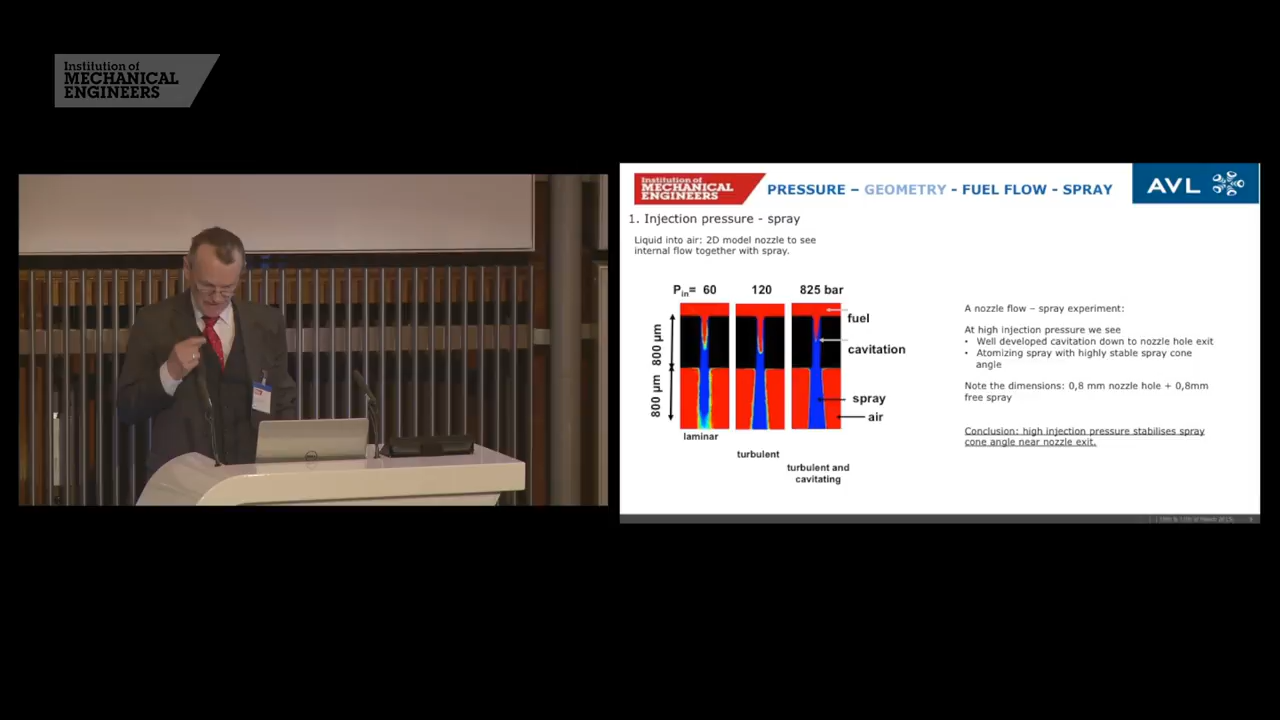 Institution of
MECHANICAL
ENGINEERS
Institution of
MECHANICAL
ENGINEERS
PRESSURE – GEOMETRY - FUEL FLOW - SPRAY
AVL
1. Injection pressure - spray
Liquid into air: 2D model nozzle to see
internal flow together with spray.
Pin= 60 120 825 bar
fuel
cavitation
spray
air
800 µm
800 µm
laminar
turbulent
turbulent and
cavitating
A nozzle flow – spray experiment:
At high injection pressure we see
• Well developed cavitation down to nozzle hole exit
• Atomizing spray with highly stable spray cone
angle
Note the dimensions: 0,8 mm nozzle hole + 0,8mm
free spray
Conclusion: high injection pressure stabilises spray
cone angle near nozzle exit.